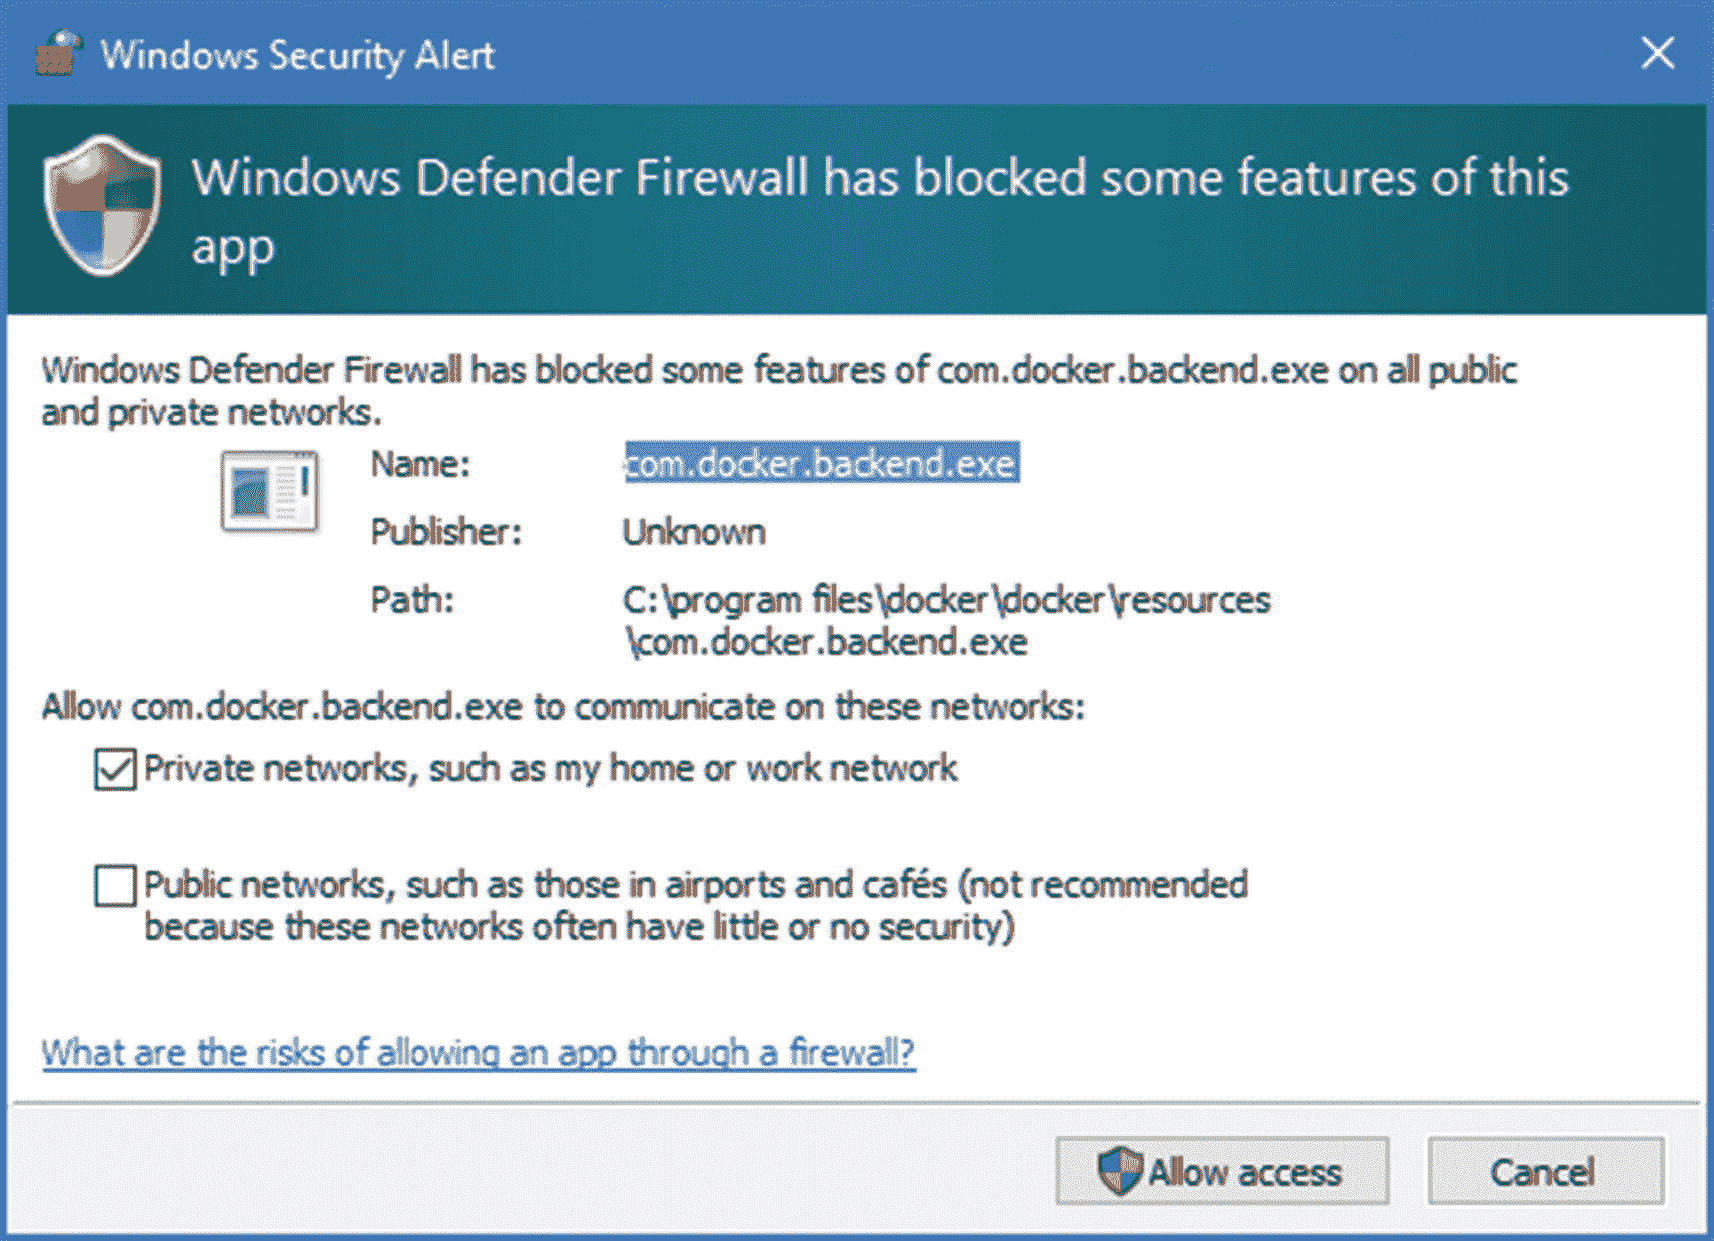 Windows Security Alert
Windows Defender Firewall has blocked some features of this
app
Windows Defender Firewall has blocked some features of com.docker.backend.exe on all public
and private networks.
Name: com.docker.backend.exe
Publisher: Unknown
Path: C:\program files\docker\docker\resources
\com.docker.backend.exe
Allow com.docker.backend.exe to communicate on these networks:
Private networks, such as my home or work network
Public networks, such as those in airports and cafés (not recommended
because these networks often have little or no security)
What are the risks of allowing an app through a firewall?
Allow access
Cancel